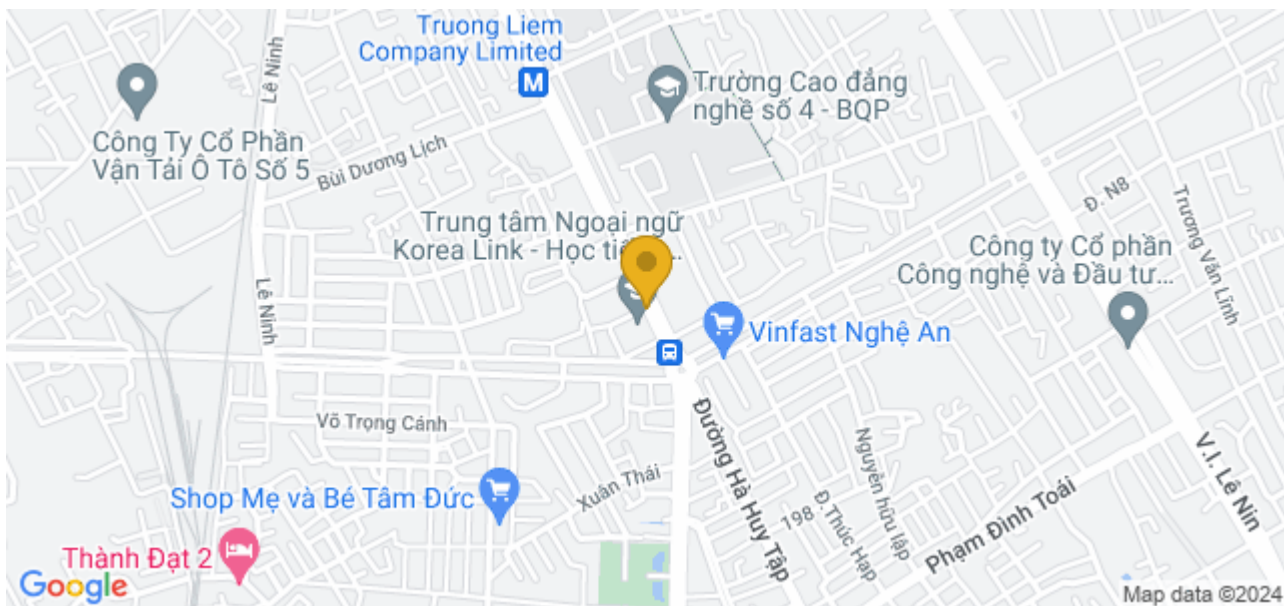 Truong Liem
Company Limited
M
Lê Ninh
Công Ty Cổ Phần
Vận Tải Ô Tô Số 5
Bùi Dương Lịch
Trường Cao đẳng
nghề số 4 - BQP
Đ. N8
Trương Văn Lĩnh
Trung tâm Ngoại ngữ
Korea Link - Học
Công ty Cổ phần
Công nghệ và Đầu tư...
Lê Ninh
Vinfast Nghệ An
Võ Trọng Cánh
Đường Hà Huy Tập
Nguyễn hữu lập
V.I. Lê Nin
Xuân Thái
Shop Mẹ và Bé Tâm Đức
198
Đ.Thúc Hạp
Phạm Đình Toái
Thành Đạt 2
Google
Map data ©2024